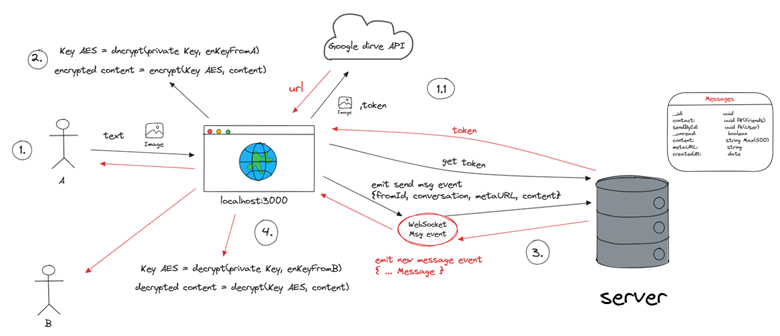 2.
Key AES = dncrypt(private Key, enKeyFromA)
encrypted content = encrypt(Key AES, content)
Google dirve API
url
1.1
,token
1.
text
Image
A
localhost:3000
token
get token
emit send msg event
{fromId, conversation, metaURL, content}
WebSocket
Msg event
3.
emit new message event
{ ... Message }
4.
Key AES = decrypt(private Key, enKeyFromB)
decrypted content = decrypt(Key AES, content)
B
server
Messages
_id: uuid
contact: uuid FK(Friends)
sendById: uuid FK(User)
_unread: boolean
content: string Max(500)
metaURL: string
createdAt: date